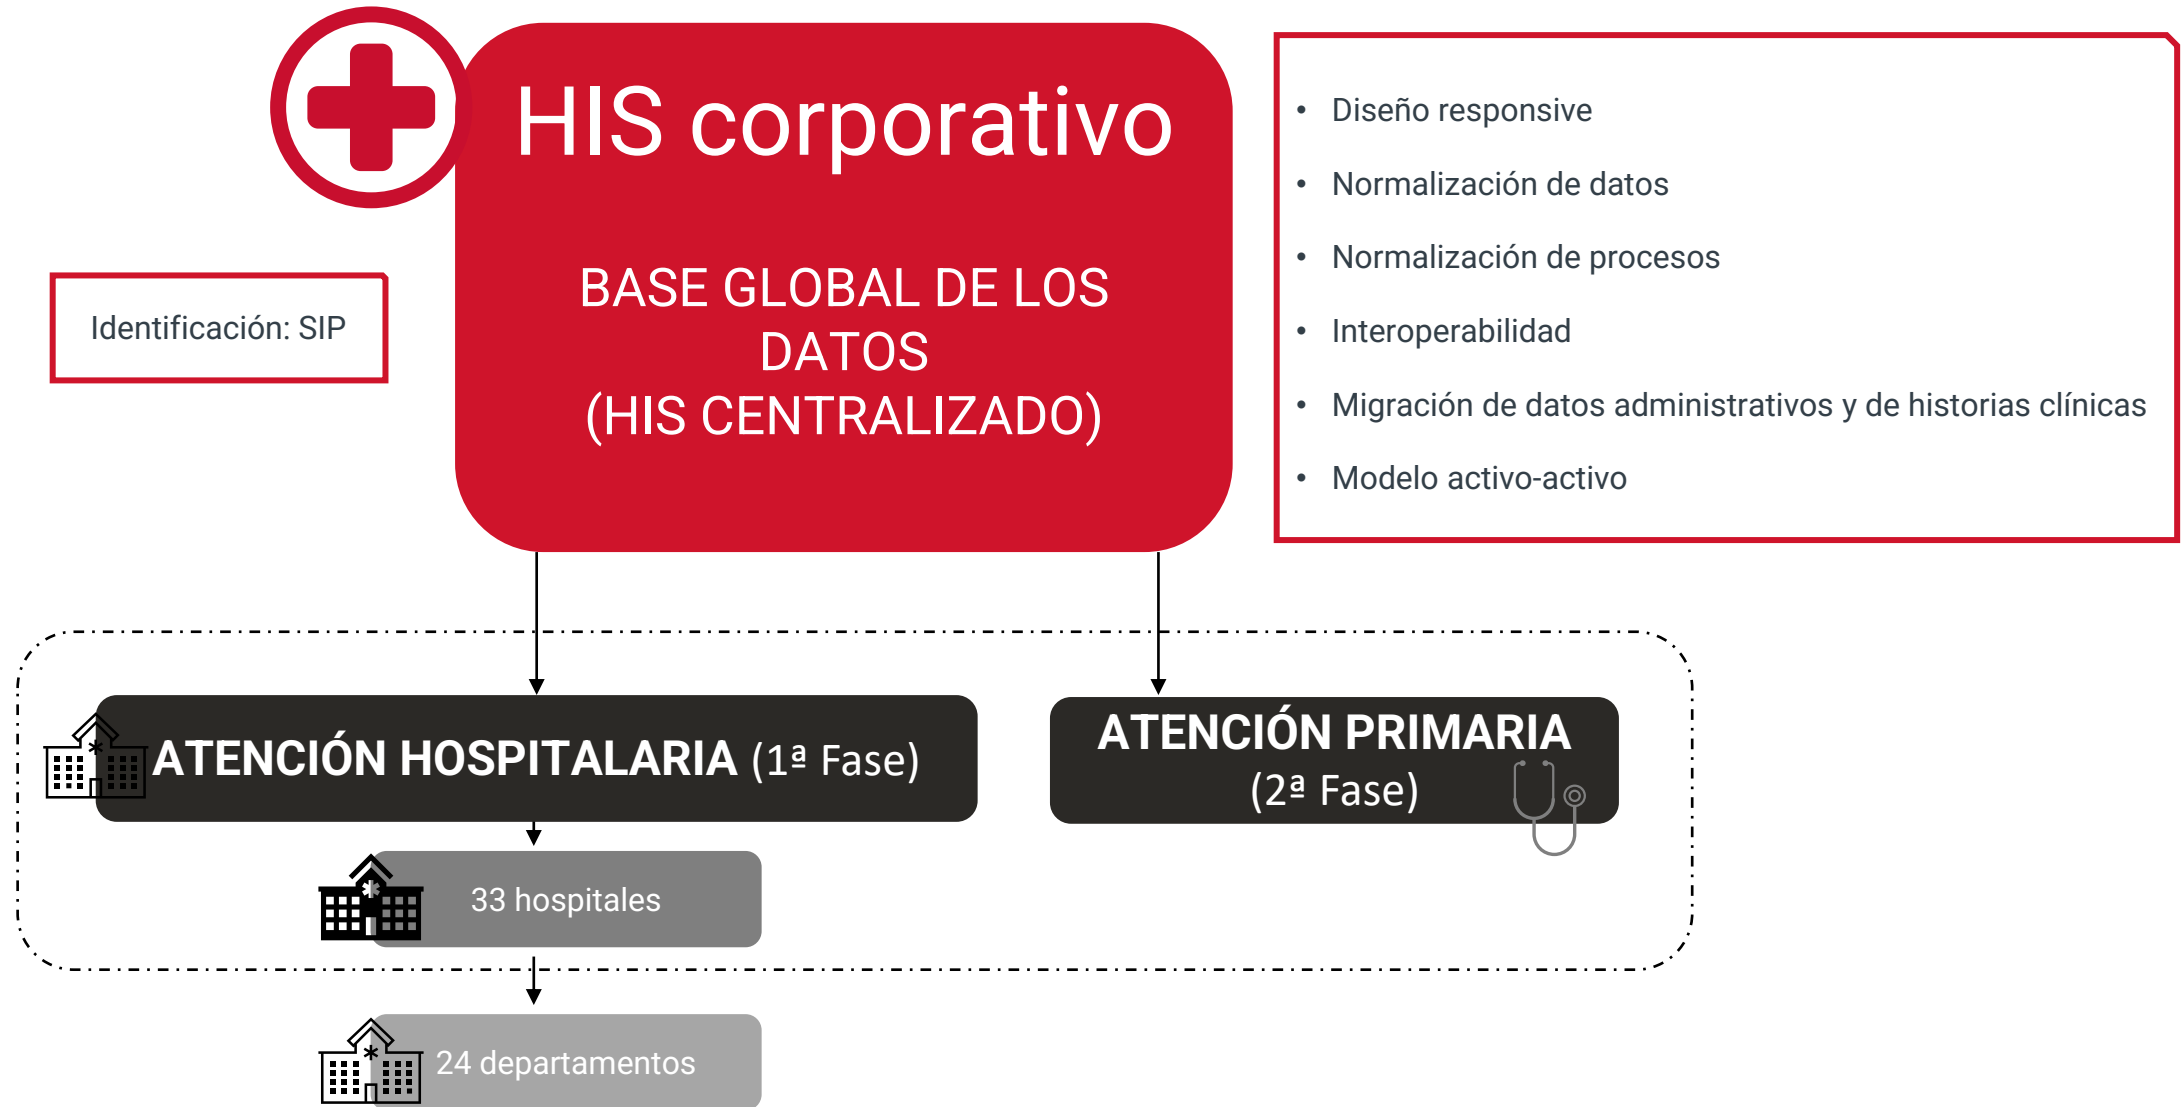 HIS corporativo
BASE GLOBAL DE LOS
DATOS
(HIS CENTRALIZADO)
Identificación: SIP
• Diseño responsive
• Normalización de datos
• Normalización de procesos
• Interoperabilidad
• Migración de datos administrativos y de historias clínicas
• Modelo activo-activo
ATENCIÓN HOSPITALARIA (1ª Fase)
ATENCIÓN PRIMARIA
(2ª Fase)
33 hospitales
24 departamentos